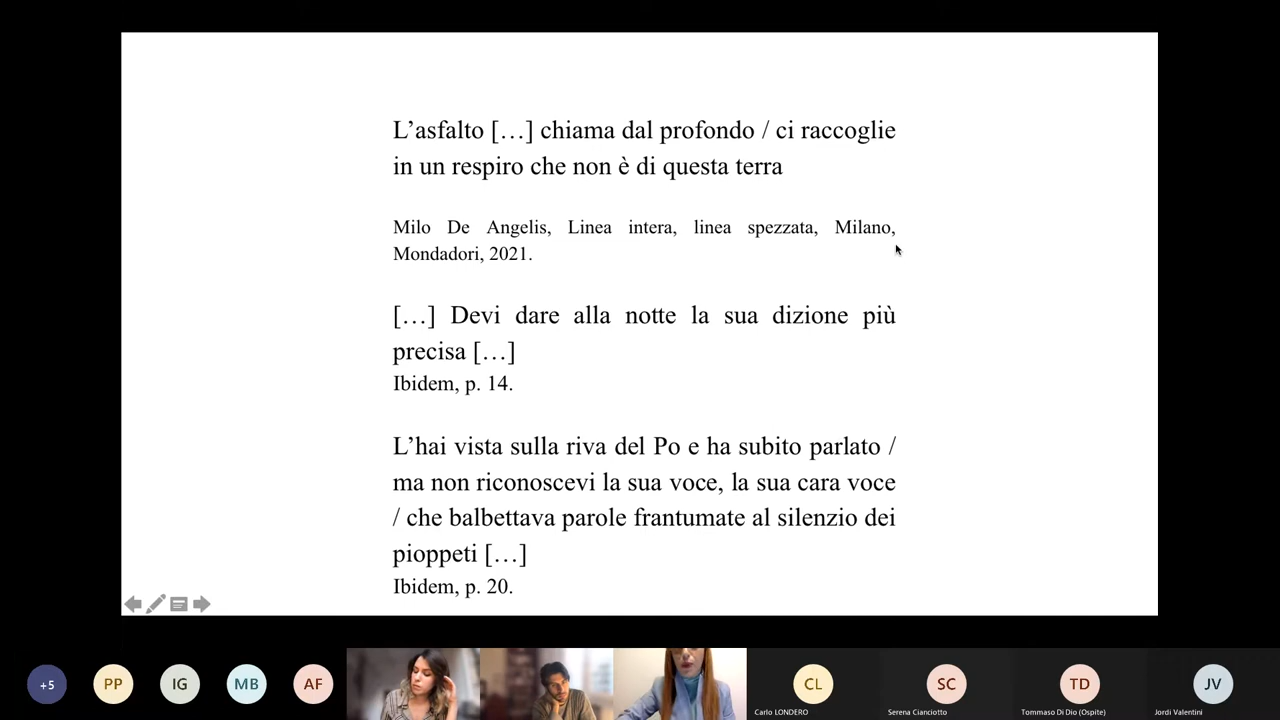 L’asfalto […] chiama dal profondo / ci raccoglie
in un respiro che non è di questa terra
Milo De Angelis, Linea intera, linea spezzata, Milano,
Mondadori, 2021.
[…] Devi dare alla notte la sua dizione più
precisa […]
Ibidem, p. 14.
L’hai vista sulla riva del Po e ha subito parlato /
ma non riconoscevi la sua voce, la sua cara voce
/ che balbettava parole frantumate al silenzio dei
pioppeti […]
Ibidem, p. 20.
+5
PP
IG
MB
AF
CL
SC
TD
JV
Carlo LONDERO
Serena Cianciotto
Tommaso Di Dio (Ospite)
Jordi Valentini